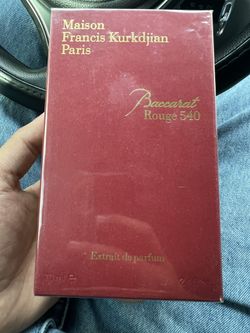 Maison
Francis Kurkdjian
Paris
Baccarat
Rouge 540
Extrait de parfum